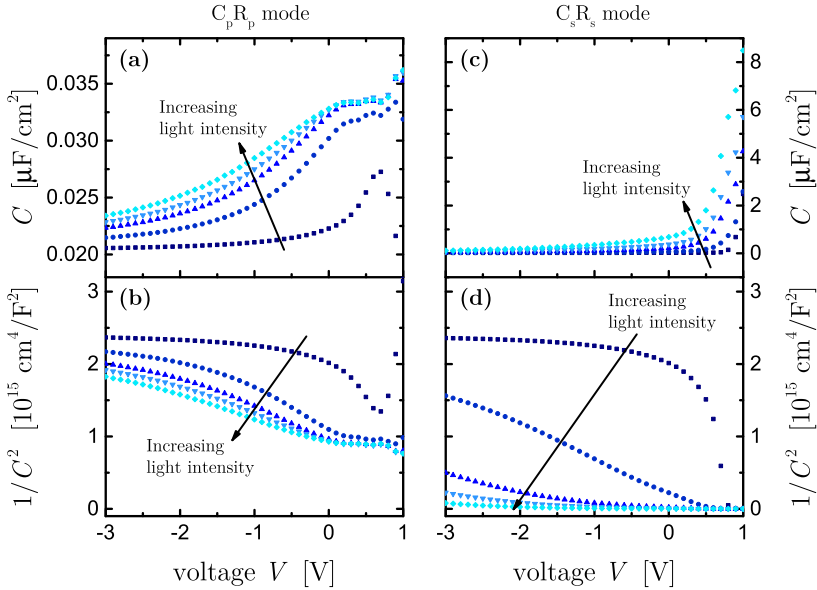 CpRp mode
CsRs mode
(a)
Increasing
light intensity
0.035
0.030
0.025
0.020
C [μF/cm²]
(c)
Increasing
light intensity
8
6
4
2
0
C [μF/cm²]
(b)
Increasing
light intensity
3
2
1
0
1/C² [10¹⁵ cm⁴/F²]
-3 -2 -1 0 1
voltage V [V]
(d)
Increasing
light intensity
3
2
1
0
1/C² [10¹⁵ cm⁴/F²]
-3 -2 -1 0 1
voltage V [V]